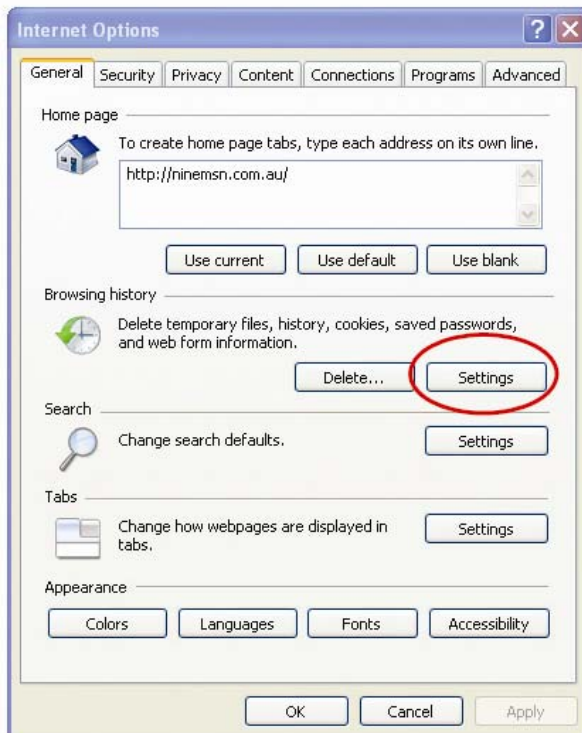 Internet Options
General Security Privacy Content Connections Programs Advanced
Home page
To create home page tabs, type each address on its own line.
http://ninemsn.com.au/
Use current Use default Use blank
Browsing history
Delete temporary files, history, cookies, saved passwords,
and web form information.
Delete... Settings
Search
Change search defaults. Settings
Tabs
Change how webpages are displayed in
tabs.
Settings
Appearance
Colors Languages Fonts Accessibility
OK Cancel Apply